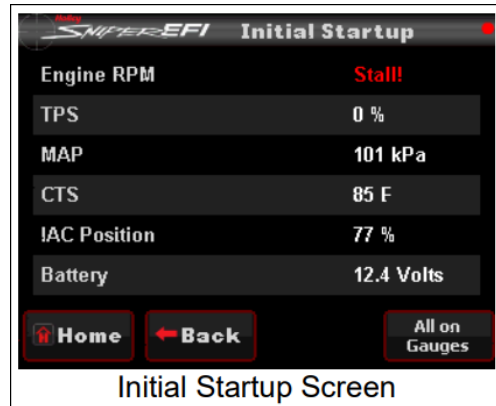 Holley
SNIPER EFI Initial Startup
Engine RPM Stall!
TPS 0 %
MAP 101 kPa
CTS 85 F
IAC Position 77 %
Battery 12.4 Volts
Home Back All on
Gauges
Initial Startup Screen